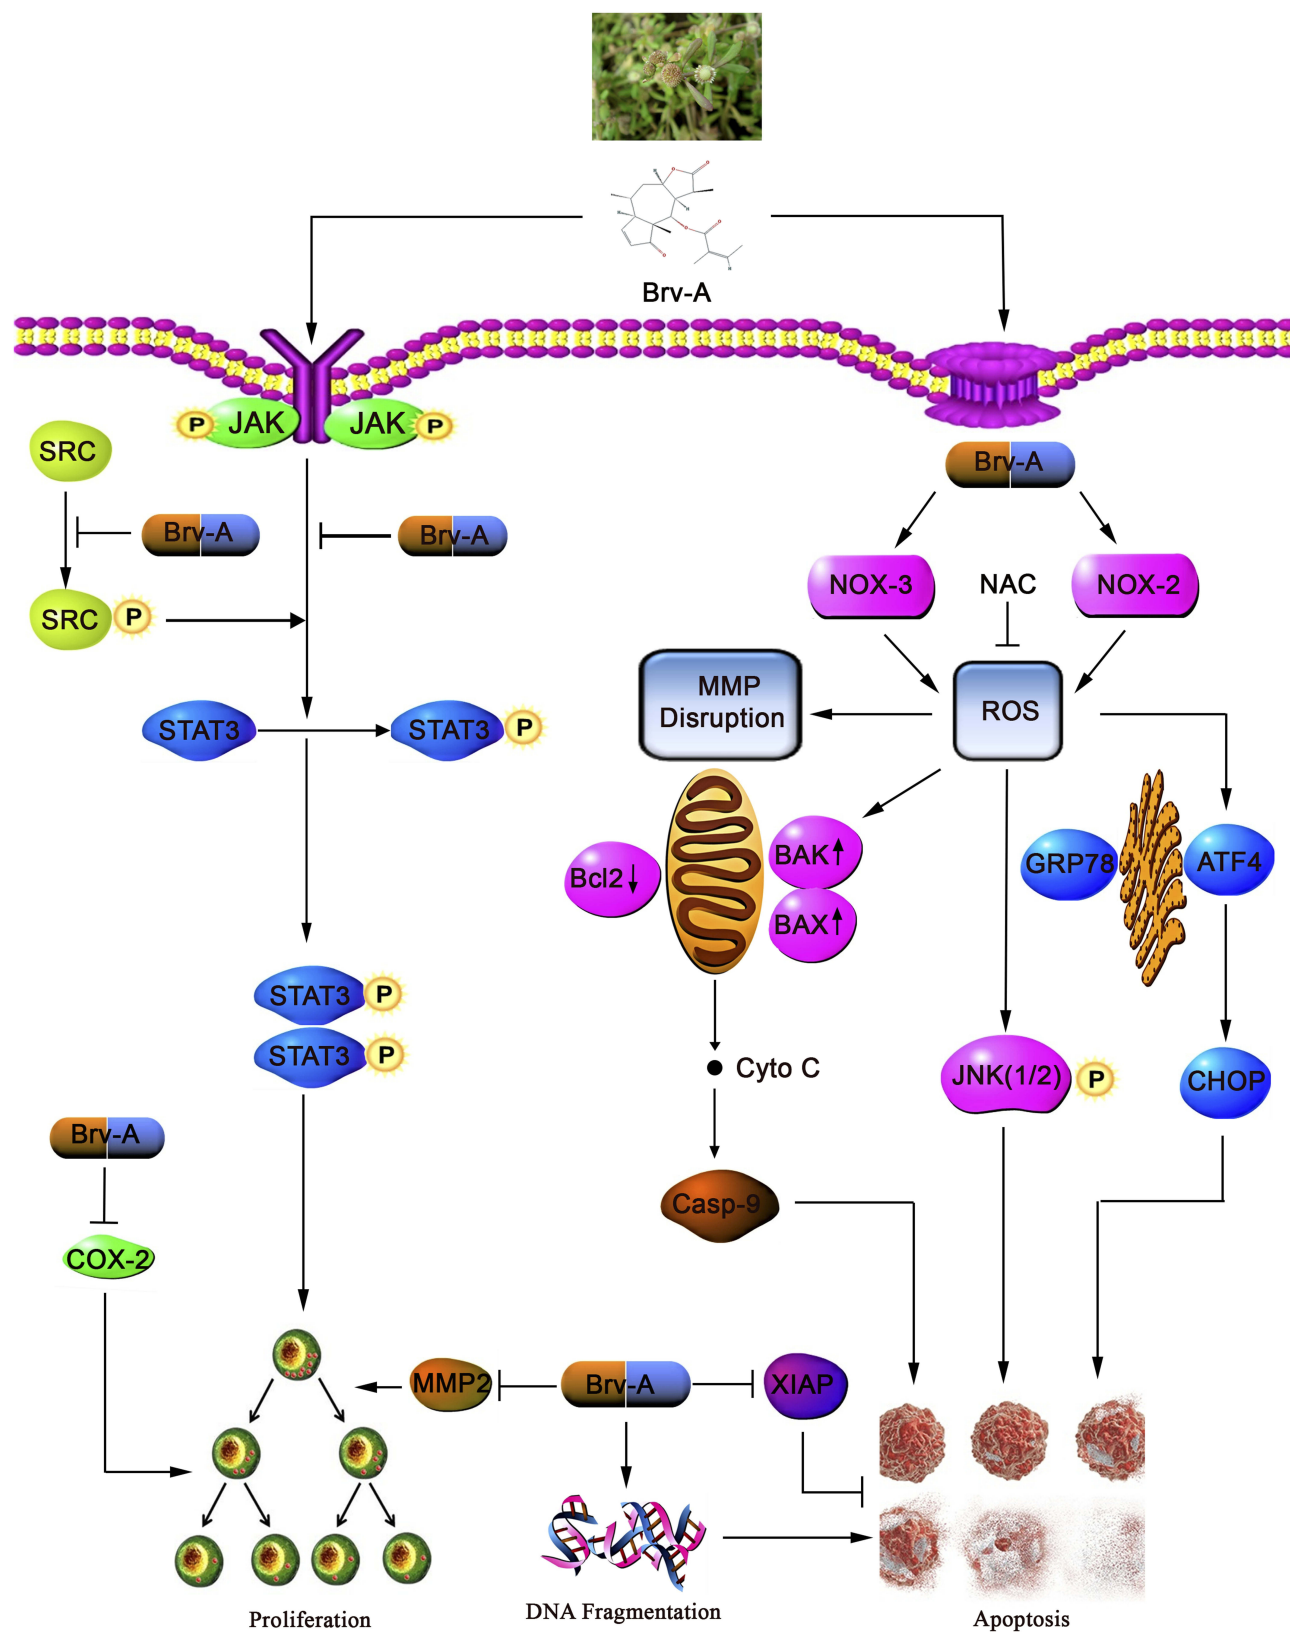 Brv-A
P JAK JAK P
SRC
Brv-A
Brv-A
Brv-A
NOX-3
NAC
NOX-2
SRC P
MMP
Disruption
ROS
STAT3
STAT3 P
Bcl2↓
BAK↑
BAX↑
GRP78
ATF4
STAT3 P
STAT3 P
Cyto C
JNK(1/2) P
CHOP
Brv-A
Casp-9
COX-2
MMP2
Brv-A
XIAP
Proliferation
DNA Fragmentation
Apoptosis